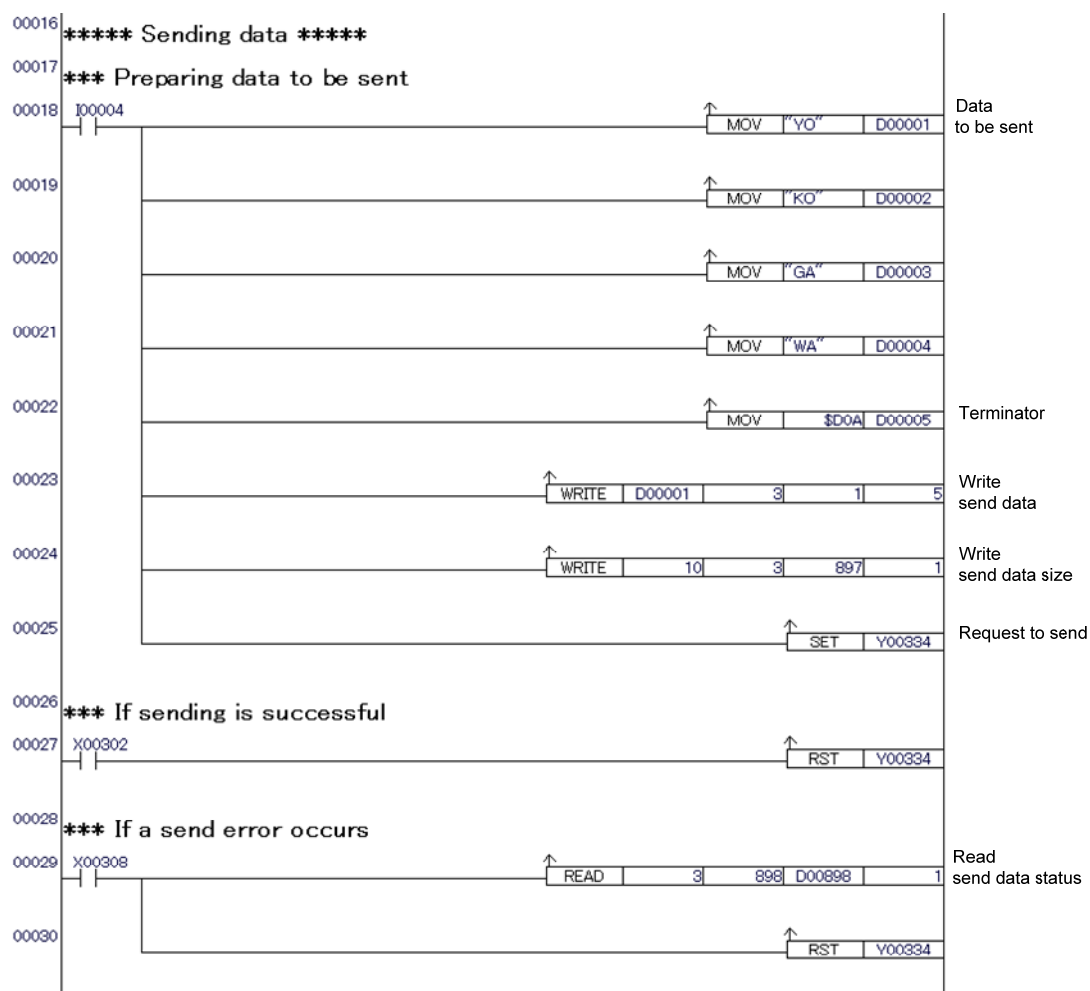 00016 ***** Sending data *****
00017 *** Preparing data to be sent
00018 I00004 MOV "YO" D00001 Data
to be sent
00019 MOV "KO" D00002
00020 MOV "GA" D00003
00021 MOV "WA" D00004
00022 MOV $D0A D00005 Terminator
00023 WRITE D00001 3 1 5 Write
send data
00024 WRITE 10 3 897 1 Write
send data size
00025 SET Y00334 Request to send
00026 *** If sending is successful
00027 X00302 RST Y00334
00028 *** If a send error occurs
00029 X00308 READ 3 898 D00898 1 Read
send data status
00030 RST Y00334